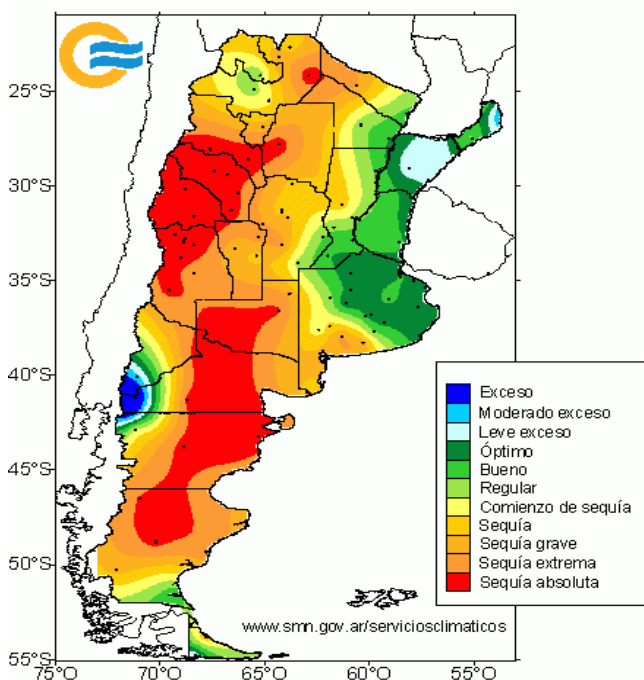 25°S
30°S
35°S
40°S
45°S
50°S
55°S
75°O
70°O
65°O
60°O
55°O
Exceso
Moderado exceso
Leve exceso
Óptimo
Bueno
Regular
Comienzo de sequía
Sequía
Sequía grave
Sequía extrema
Sequía absoluta
www.smn.gov.ar/serviciosclimaticos